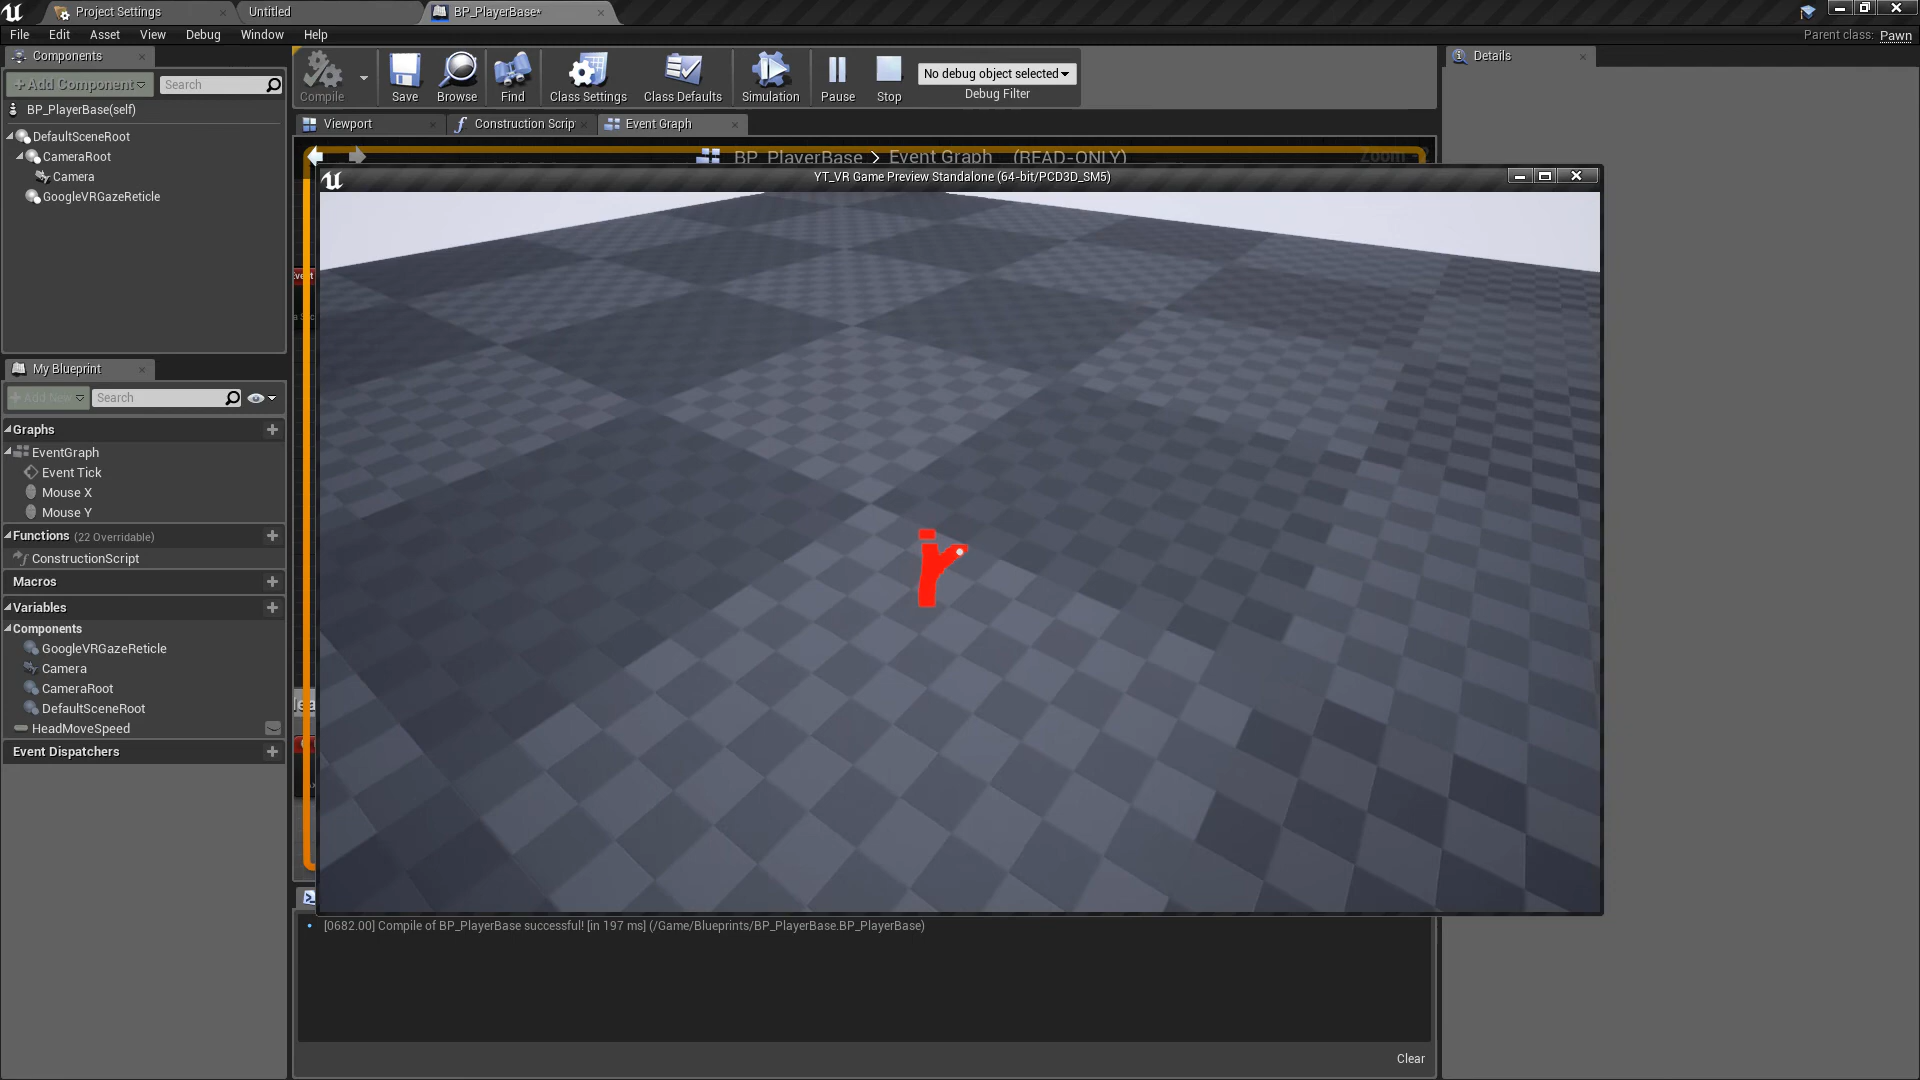 Project Settings
Untitled
BP_PlayerBase*
File Edit Asset View Debug Window Help
Parent class: Pawn
Components
+Add Component
Search
BP_PlayerBase(self)
DefaultSceneRoot
CameraRoot
Camera
GoogleVRGazeReticle
My Blueprint
+Add New
Search
Graphs
EventGraph
Event Tick
Mouse X
Mouse Y
Functions (22 Overridable)
ConstructionScript
Macros
Variables
Components
GoogleVRGazeReticle
Camera
CameraRoot
DefaultSceneRoot
HeadMoveSpeed
Event Dispatchers
Compile
Save
Browse
Find
Class Settings
Class Defaults
Simulation
Pause
Stop
No debug object selected
Debug Filter
Viewport
Construction Scrip
Event Graph
BP_PlayerBase > Event Graph (READ-ONLY)
Zoom
YT_VR Game Preview Standalone (64-bit/PCD3D_SM5)
[0682.00] Compile of BP_PlayerBase successful! [in 197 ms] (/Game/Blueprints/BP_PlayerBase.BP_PlayerBase)
Clear
Details